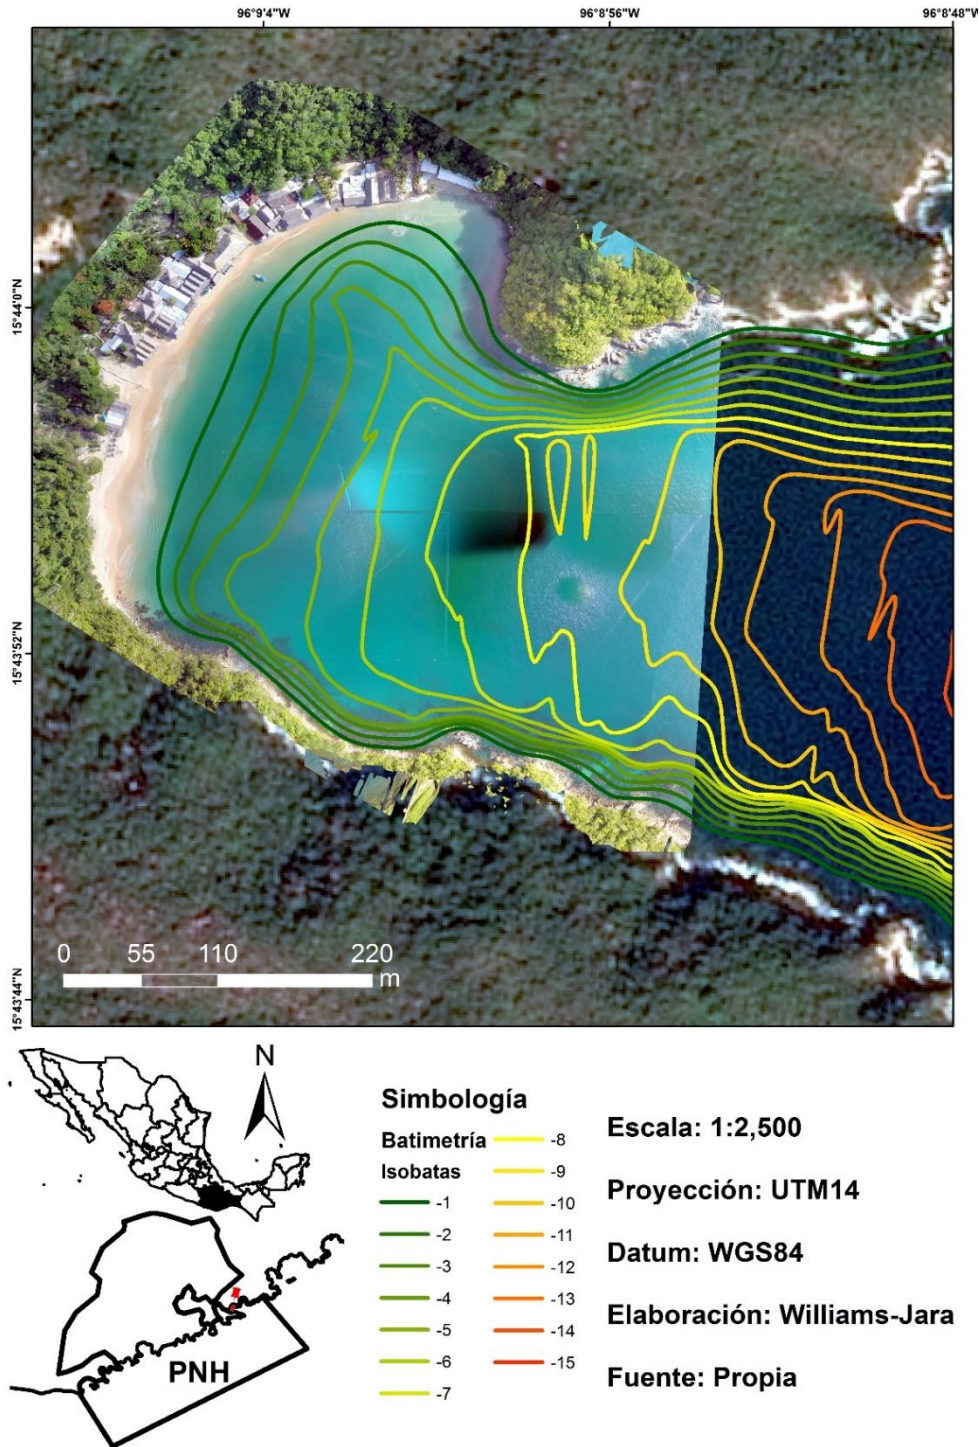 96°9'4"W 96°8'56"W 96°8'48"W
15°44'0"N
15°43'52"N
15°43'44"N
0 55 110 220
m
N
PNH
Simbología
Batimetría
Isobatas
-1
-2
-3
-4
-5
-6
-7
-8
-9
-10
-11
-12
-13
-14
-15
Escala: 1:2,500
Proyección: UTM14
Datum: WGS84
Elaboración: Williams-Jara
Fuente: Propia